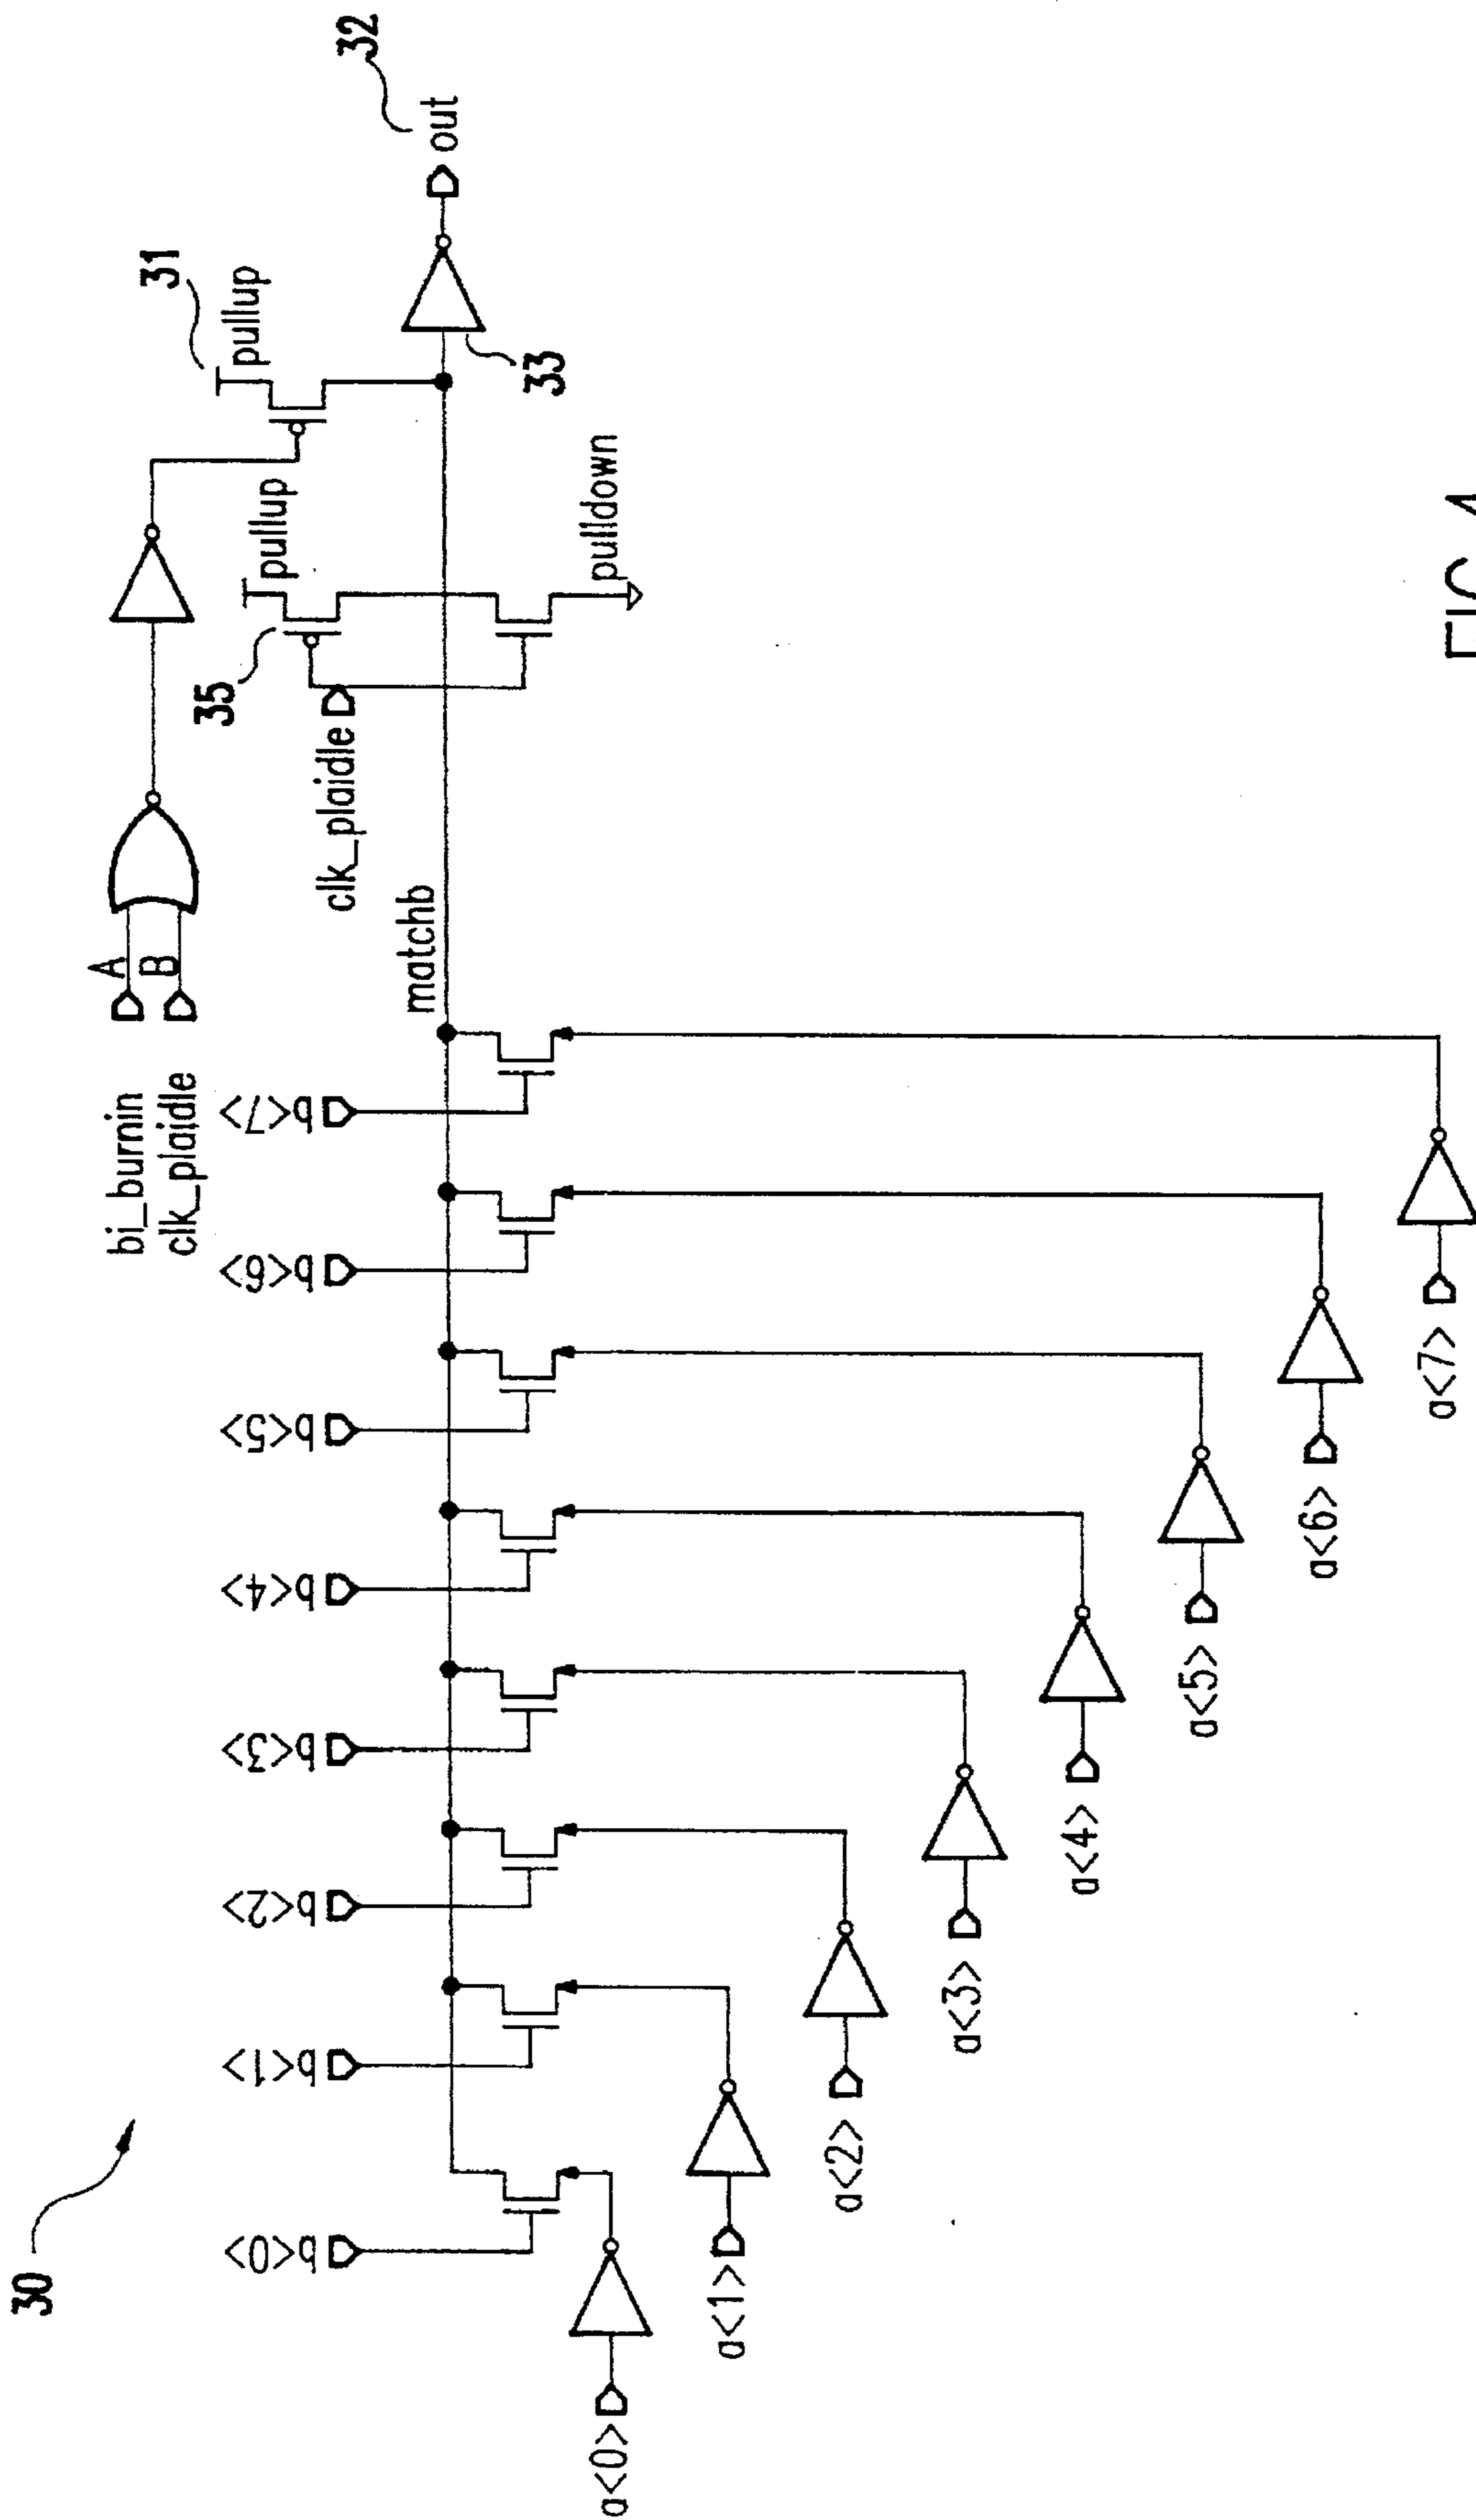 30
b<0>
b<1>
b<2>
b<3>
b<4>
b<5>
b<6>
b<7>
bi_burnin
clk_plaidle
A
B
matchb
clk_plaidle
35
pullup
pulldown
31
pullup
33
32
out
a<0>
a<1>
a<2>
a<3>
a<4>
a<5>
a<6>
a<7>